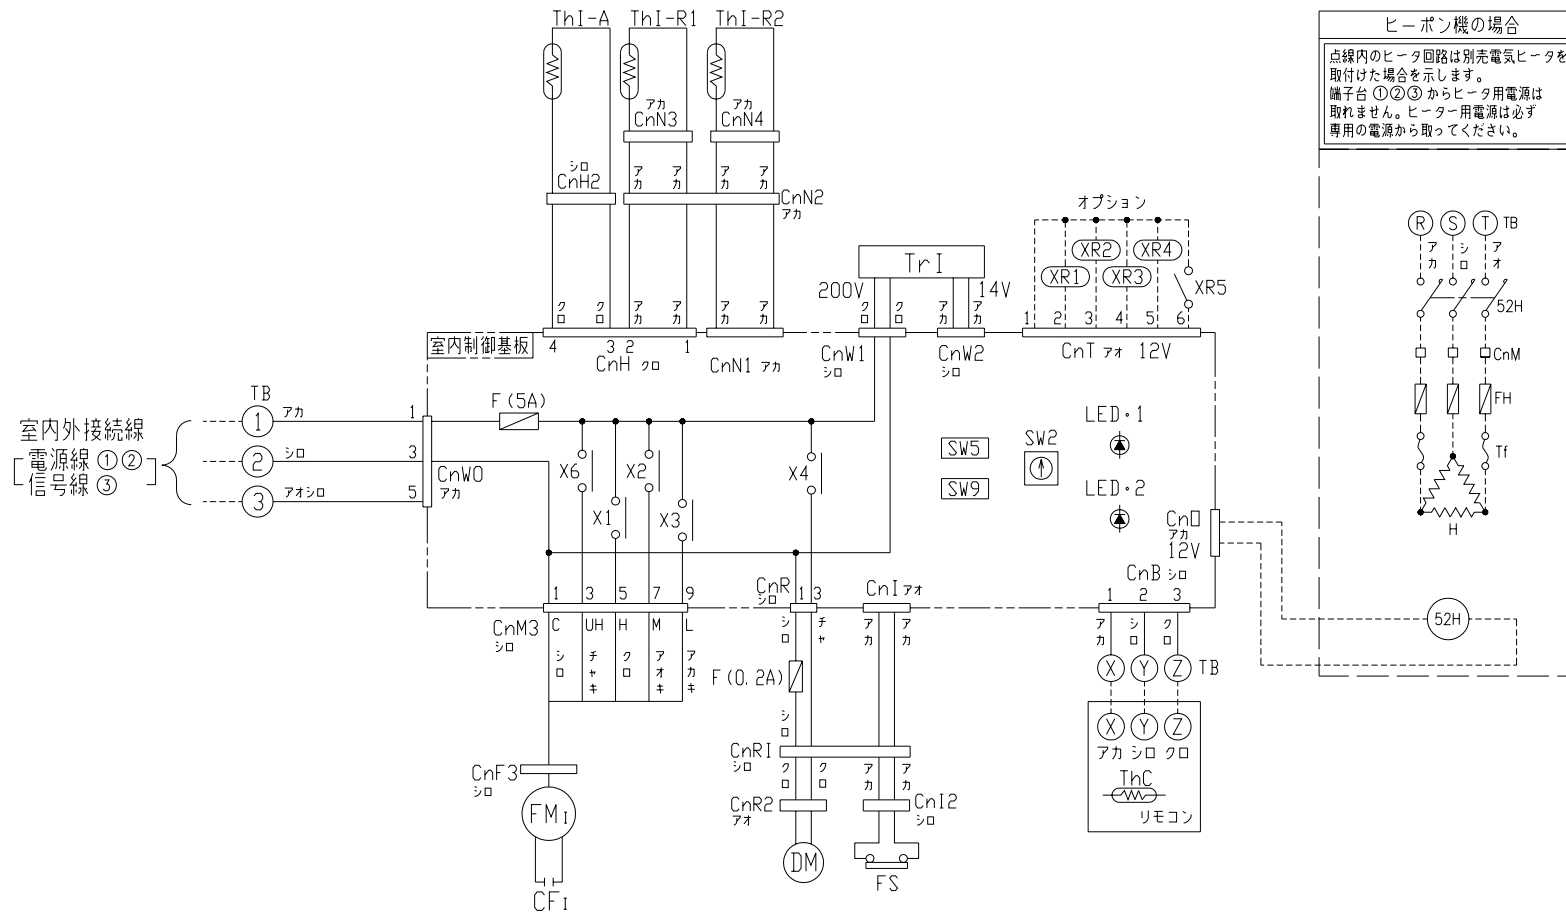 ThI-A ThI-R1 ThI-R2
ヒーポン機の場合
点線内のヒータ回路は別売電気ヒータを
取付けた場合を示します。
端子台 ①②③ からヒータ用電源は
取れません。ヒーター用電源は必ず
専用の電源から取ってください。
アカ アカ
CnN3 CnN4
シロ
CnH2
アカ アカ アカ アカ
CnN2
アカ
オプション
XR1 XR2 XR3 XR4
XR5
TrI
200V 14V
クロ クロ アカ アカ クロ クロ アカ アカ
1 2 3 4 5 6
室内制御基板
4 3 2 1
CnH クロ
CnN1 アカ
CnW1
シロ
CnW2
シロ
CnT アオ 12V
R S T TB
アカ シロ アオ
52H
CnM
FH
Tf
H
TB
① アカ 1
② シロ 3
③ アオシロ 5
室内外接続線
電源線 ①②
信号線 ③
CnW0
アカ
F(5A)
X6 X2 X4
X1 X3
SW5 SW2
SW9
LED・1
LED・2
Cn
アカ
12V
CnB シロ
1 2 3
アカ シロ クロ
X Y Z TB
X Y Z
アカ シロ クロ
ThC
リモコン
52H
1 3 5 7 9
CnM3
シロ
C UH H M L
シロ チャキ クロ アオキ アカキ
CnR
シロ
1 3
CnI アオ
シロ チャ アカ アカ
F(0.2A)
シロ
CnRI
シロ
クロ クロ アカ アカ
CnR2
アオ
CnI2
シロ
DM
FS
CnF3
シロ
FMI
CFI